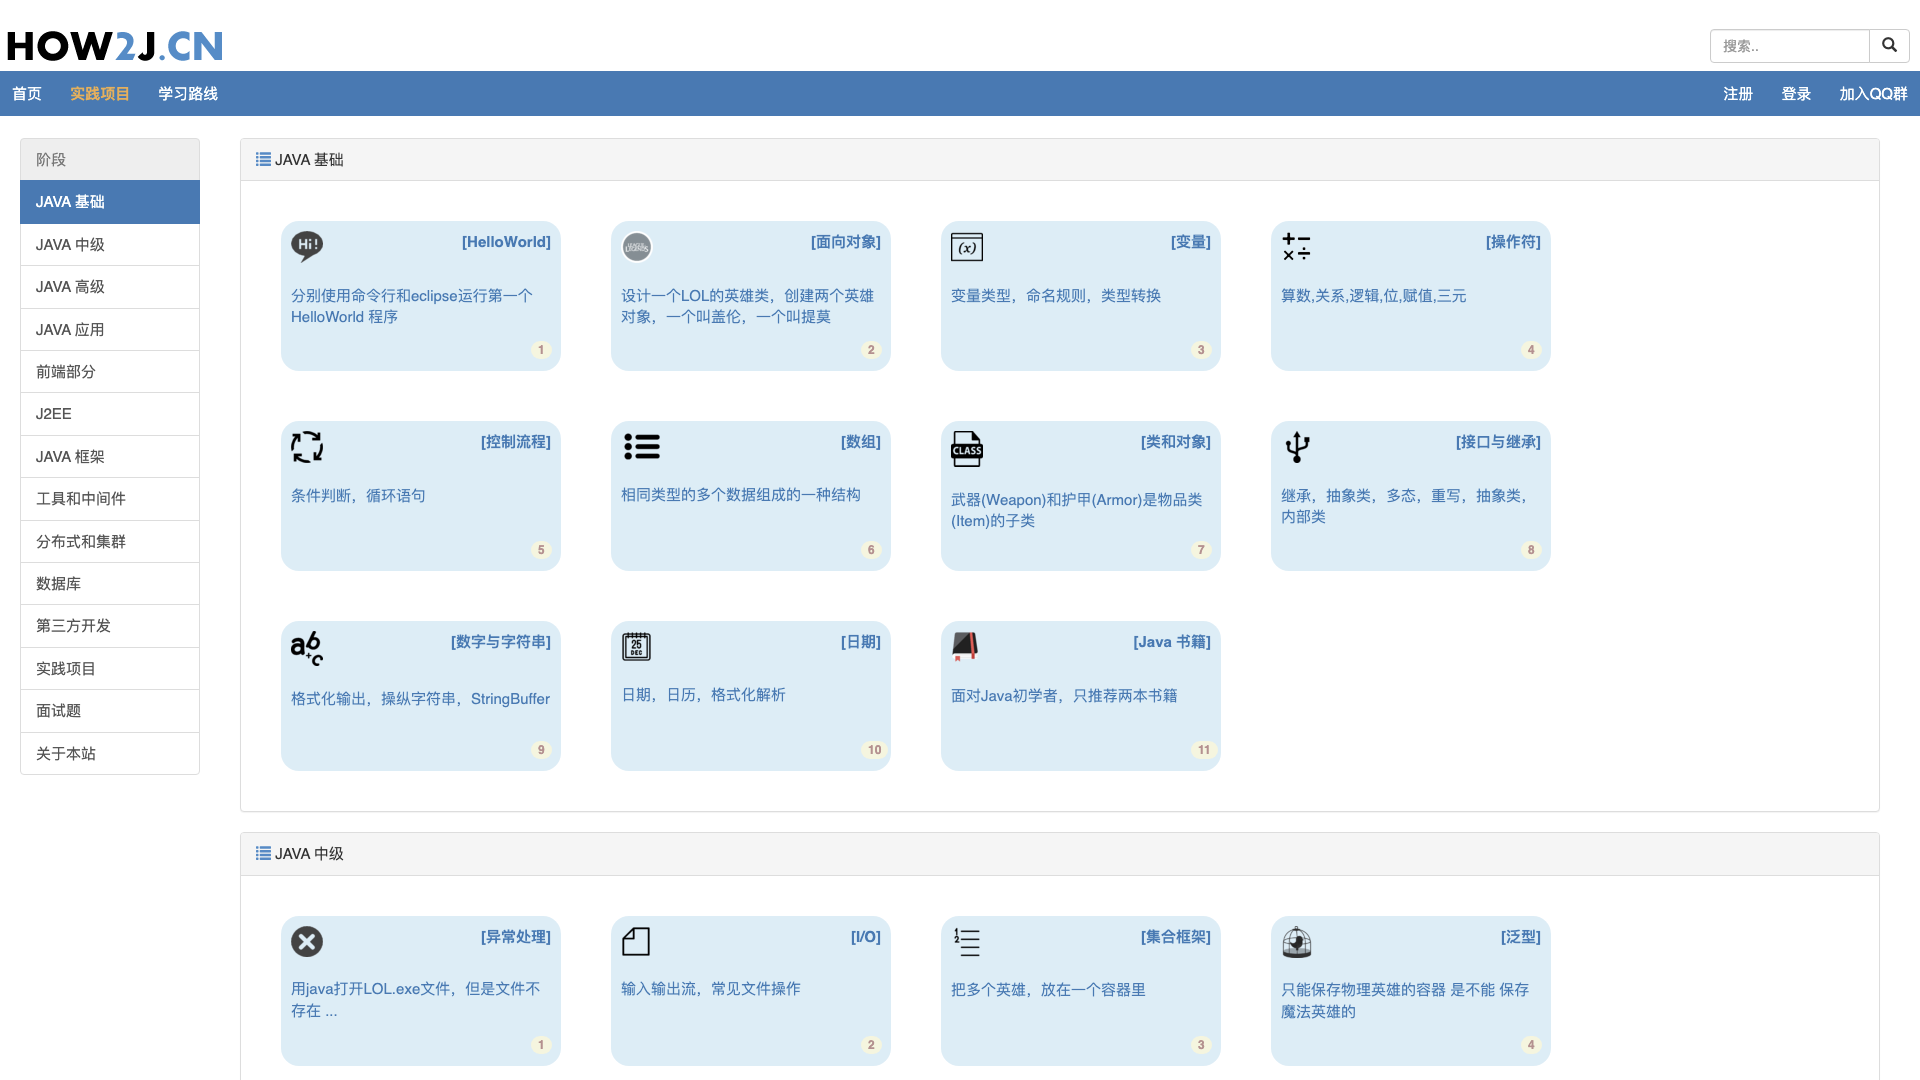 HOW2J.CN
搜索..
首页 实践项目 学习路线 注册 登录 加入QQ群
阶段
JAVA 基础
JAVA 中级
JAVA 高级
JAVA 应用
前端部分
J2EE
JAVA 框架
工具和中间件
分布式和集群
数据库
第三方开发
实践项目
面试题
关于本站
JAVA 基础
Hi!
[HelloWorld]
分别使用命令行和eclipse运行第一个
HelloWorld 程序
1
[面向对象]
设计一个LOL的英雄类，创建两个英雄
对象，一个叫盖伦，一个叫提莫
2
(x)
[变量]
变量类型，命名规则，类型转换
3
[操作符]
算数,关系,逻辑,位,赋值,三元
4
[控制流程]
条件判断，循环语句
5
[数组]
相同类型的多个数据组成的一种结构
6
CLASS
[类和对象]
武器(Weapon)和护甲(Armor)是物品类
(Item)的子类
7
[接口与继承]
继承，抽象类，多态，重写，抽象类，
内部类
8
ab+c
[数字与字符串]
格式化输出，操纵字符串，StringBuffer
9
25
DEC
[日期]
日期，日历，格式化解析
10
[Java 书籍]
面对Java初学者，只推荐两本书籍
11
JAVA 中级
[异常处理]
用java打开LOL.exe文件，但是文件不
存在 ...
1
[I/O]
输入输出流，常见文件操作
2
1
2
[集合框架]
把多个英雄，放在一个容器里
3
[泛型]
只能保存物理英雄的容器 是不能 保存
魔法英雄的
4